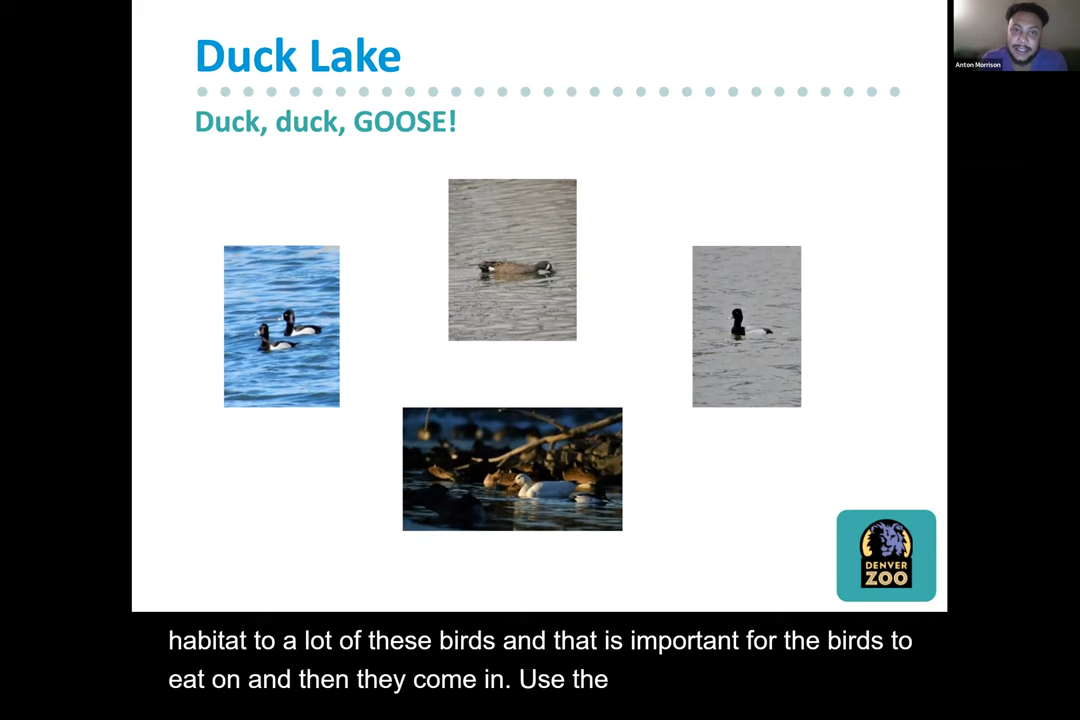 Duck Lake
Duck, duck, GOOSE!
Anton Morrison
DENVER
ZOO
habitat to a lot of these birds and that is important for the birds to
eat on and then they come in. Use the